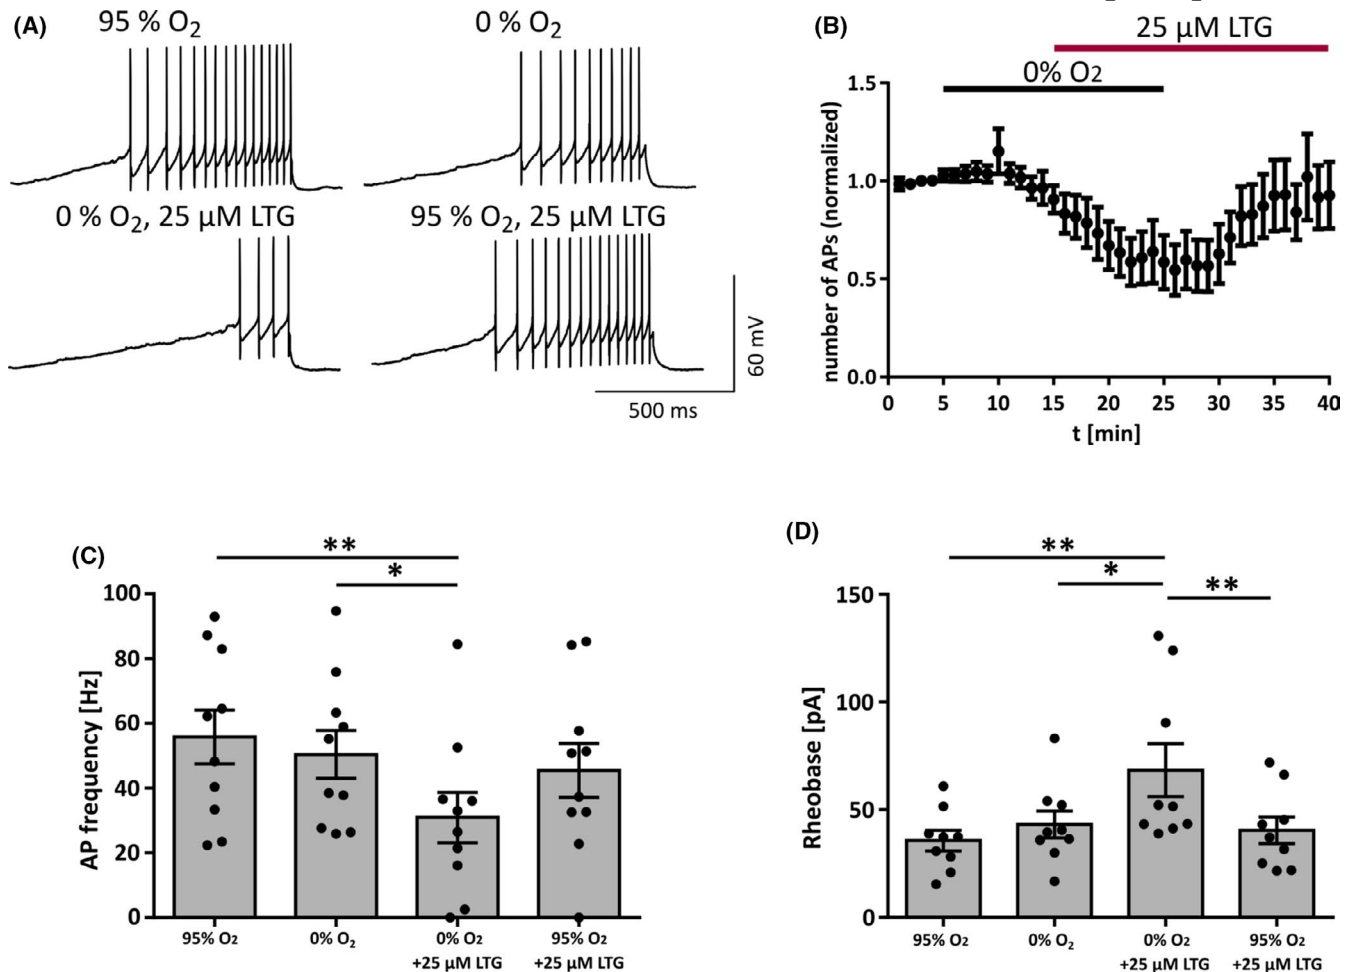 (A)
95 % O₂
0 % O₂
0 % O₂, 25 µM LTG
95 % O₂, 25 µM LTG
60 mV
500 ms
(B)
25 µM LTG
0% O₂
number of APs (normalized)
1.5
1.0
0.5
0.0
0 5 10 15 20 25 30 35 40
t [min]
(C)
**
*
AP frequency [Hz]
100
80
60
40
20
0
95% O₂ 0% O₂ 0% O₂ 95% O₂
+25 µM LTG +25 µM LTG
(D)
**
*
**
Rheobase [pA]
150
100
50
0
95% O₂ 0% O₂ 0% O₂ 95% O₂
+25 µM LTG +25 µM LTG